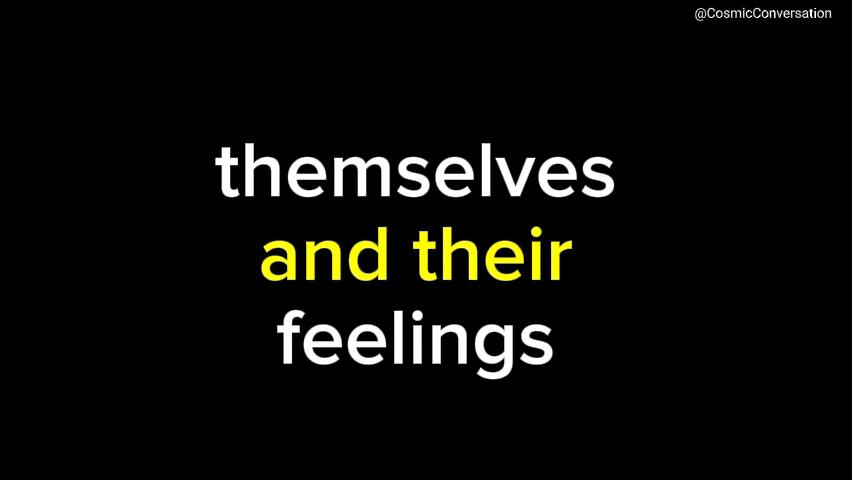 @CosmicConversation
themselves
and their
feelings